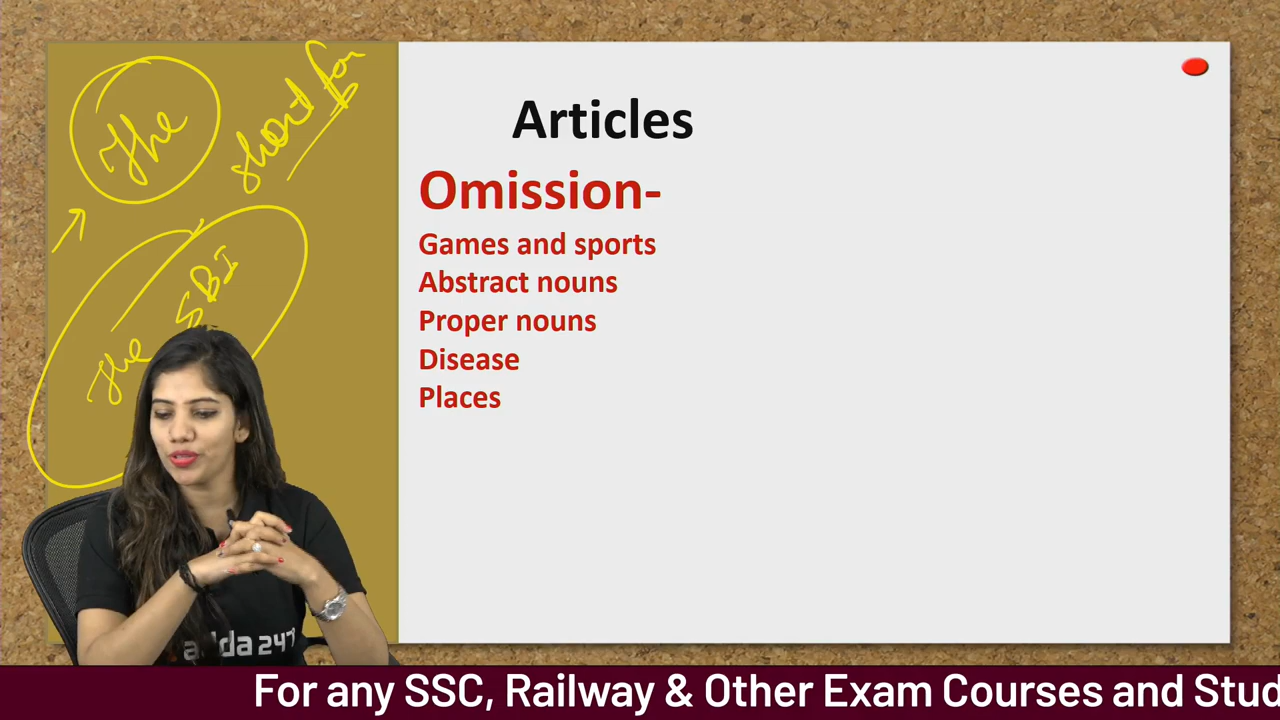 The
short for
The SBI
Articles
Omission-
Games and sports
Abstract nouns
Proper nouns
Disease
Places
adda 247
For any SSC, Railway & Other Exam Courses and Stud